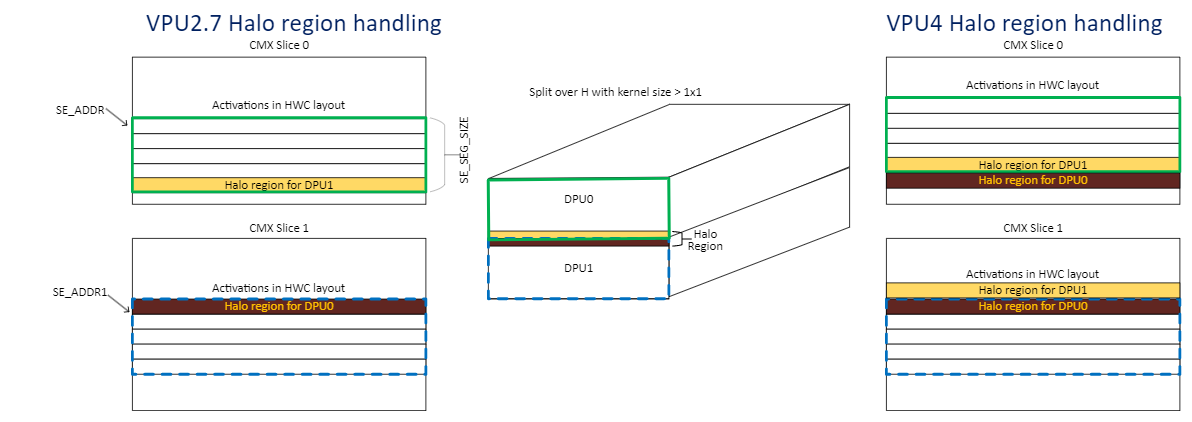 VPU2.7 Halo region handling
CMX Slice 0
Activations in HWC layout
SE_ADDR
SE_SEG_SIZE
Halo region for DPU1
CMX Slice 1
SE_ADDR1
Activations in HWC layout
Halo region for DPU0
Split over H with kernel size > 1x1
DPU0
Halo
Region
DPU1
VPU4 Halo region handling
CMX Slice 0
Activations in HWC layout
Halo region for DPU1
Halo region for DPU0
CMX Slice 1
Activations in HWC layout
Halo region for DPU1
Halo region for DPU0